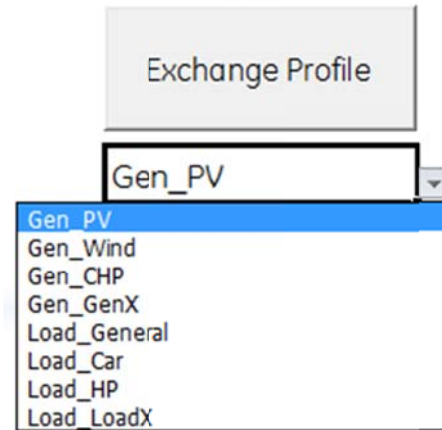 Exchange Profile
Gen_PV
Gen_PV
Gen_Wind
Gen_CHP
Gen_GenX
Load_General
Load_Car
Load_HP
Load_LoadX